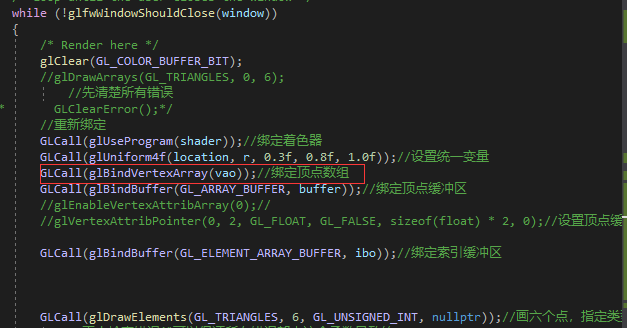 while (!glfwWindowShouldClose(window))
{
/* Render here */
glClear(GL_COLOR_BUFFER_BIT);
//glDrawArrays(GL_TRIANGLES, 0, 6);
//先清楚所有错误
* GLClearError();*/
//重新绑定
GLCall(glUseProgram(shader));//绑定着色器
GLCall(glUniform4f(location, r, 0.3f, 0.8f, 1.0f));//设置统一变量
GLCall(glBindVertexArray(vao));//绑定顶点数组
GLCall(glBindBuffer(GL_ARRAY_BUFFER, buffer));//绑定顶点缓冲区
//glEnableVertexAttribArray(0);//
//glVertexAttribPointer(0, 2, GL_FLOAT, GL_FALSE, sizeof(float) * 2, 0);//设置顶点缓
GLCall(glBindBuffer(GL_ELEMENT_ARRAY_BUFFER, ibo));//绑定索引缓冲区
GLCall(glDrawElements(GL_TRIANGLES, 6, GL_UNSIGNED_INT, nullptr));//画六个点，指定类